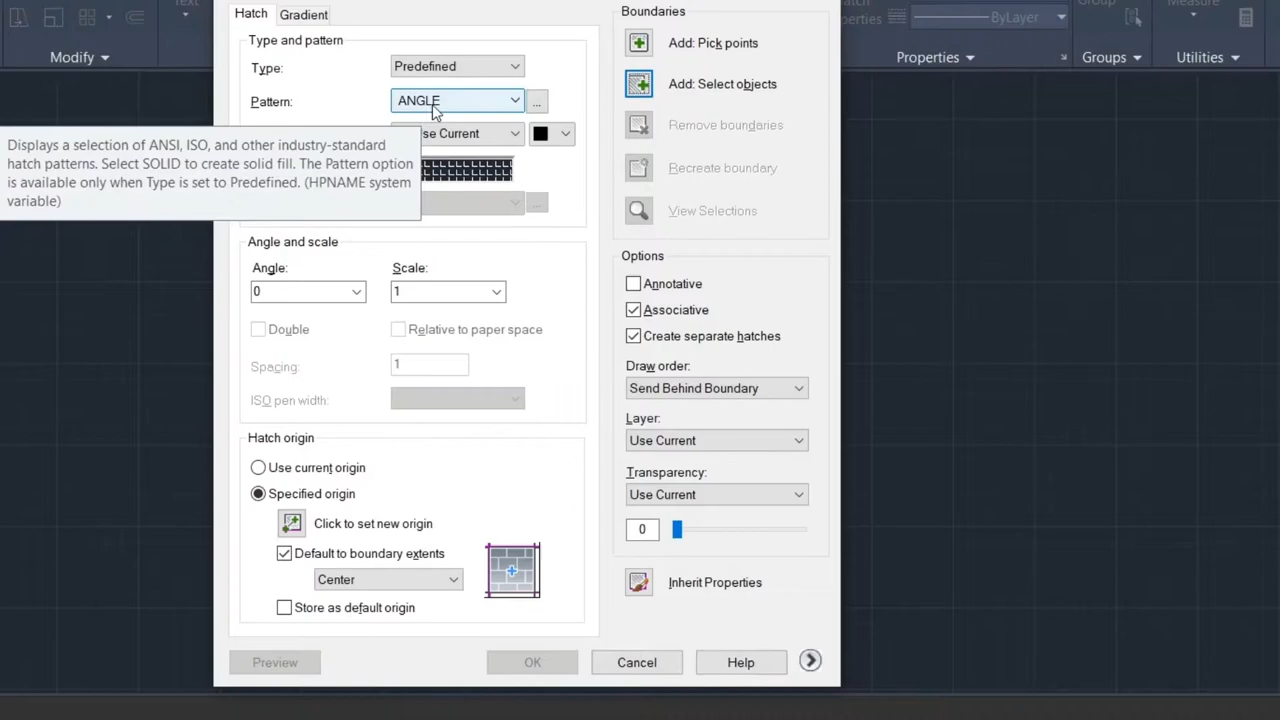 Text
Modify
Hatch
Gradient
Type and pattern
Type:
Predefined
Pattern:
ANGLE
...
se Current
Displays a selection of ANSI, ISO, and other industry-standard
hatch patterns. Select SOLID to create solid fill. The Pattern option
is available only when Type is set to Predefined. (HPNAME system
variable)
...
Angle and scale
Angle:
Scale:
0
1
Double
Relative to paper space
Spacing:
1
ISO pen width:
Hatch origin
Use current origin
Specified origin
Click to set new origin
Default to boundary extents
Center
Store as default origin
Boundaries
Add: Pick points
Add: Select objects
Remove boundaries
Recreate boundary
View Selections
Options
Annotative
Associative
Create separate hatches
Draw order:
Send Behind Boundary
Layer:
Use Current
Transparency:
Use Current
0
Inherit Properties
Preview
OK
Cancel
Help
ByLayer
Properties
Group
Groups
Measure
Utilities